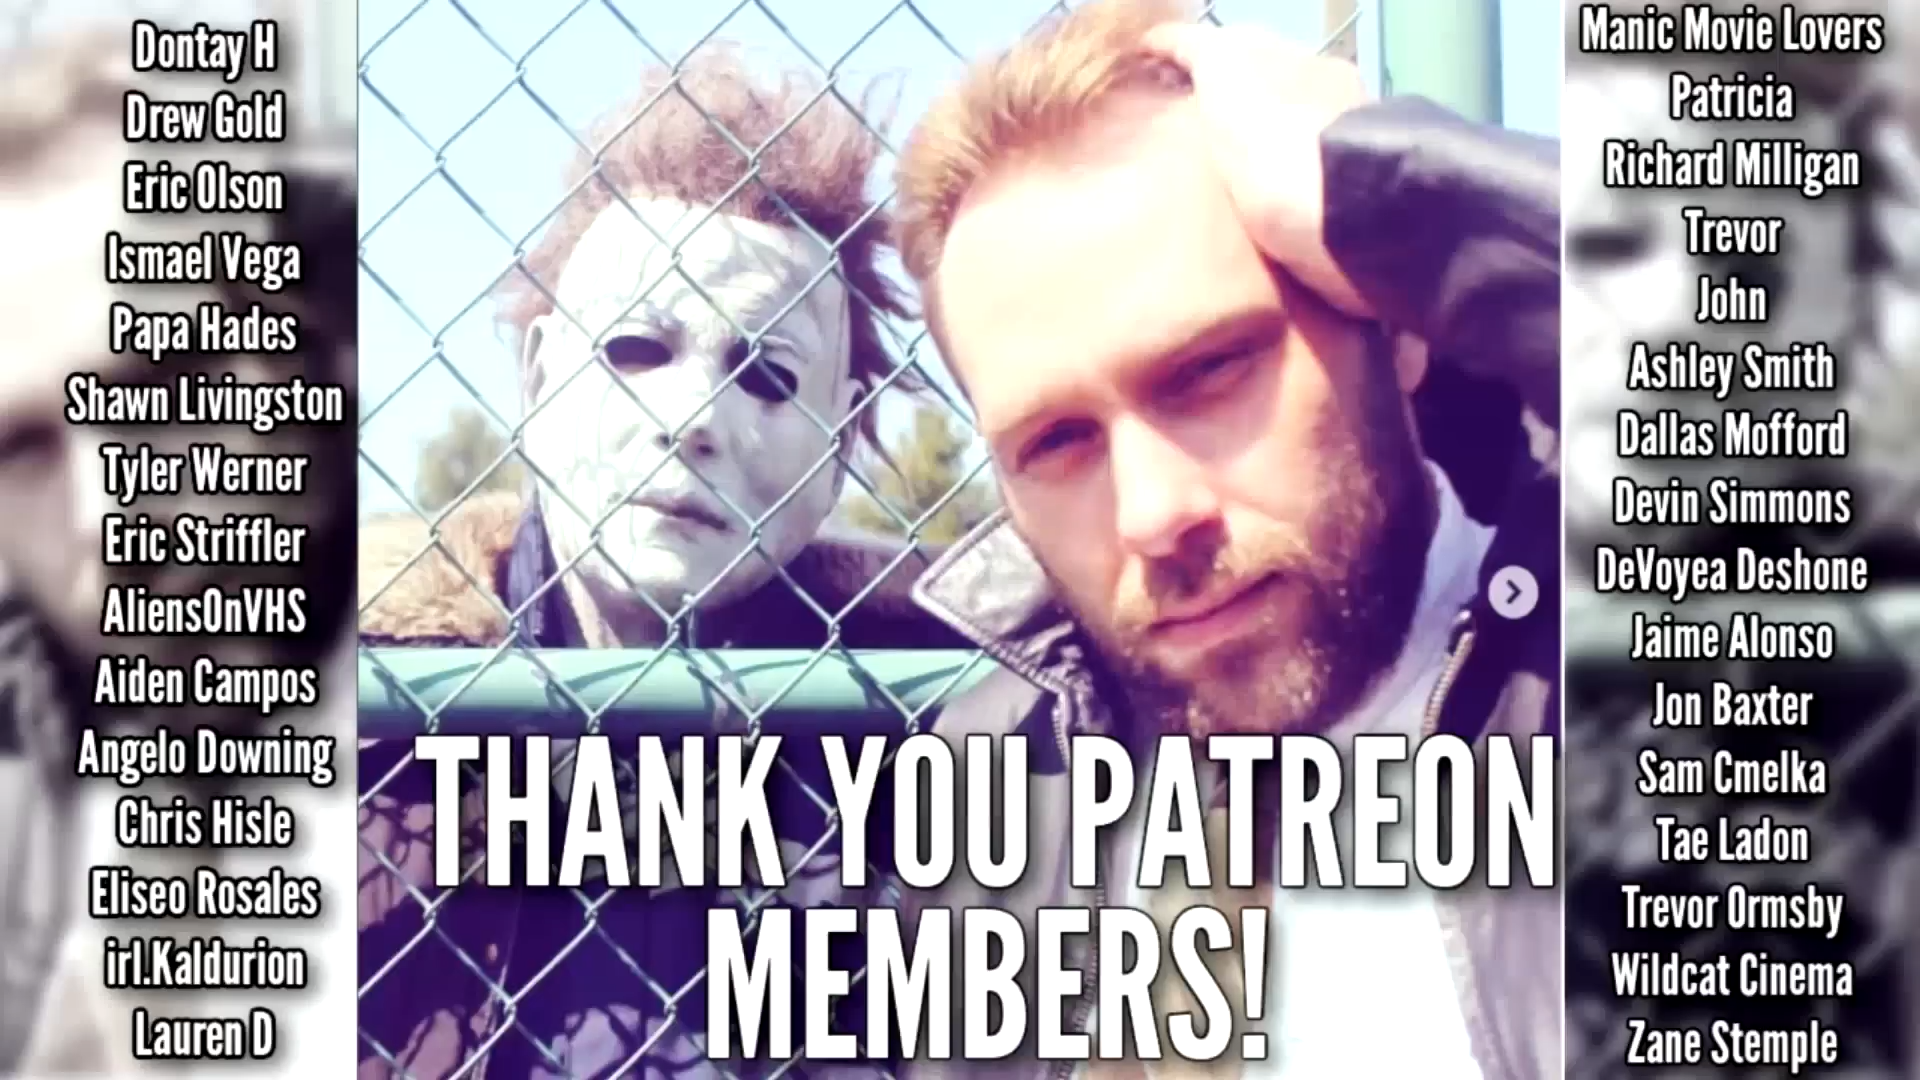 Dontay H
Drew Gold
Eric Olson
Ismael Vega
Papa Hades
Shawn Livingston
Tyler Werner
Eric Striffler
AliensOnVHS
Aiden Campos
Angelo Downing
Chris Hisle
Eliseo Rosales
irl.Kaldurion
Lauren D
THANK YOU PATREON
MEMBERS!
Manic Movie Lovers
Patricia
Richard Milligan
Trevor
John
Ashley Smith
Dallas Mofford
Devin Simmons
DeVoyea Deshone
Jaime Alonso
Jon Baxter
Sam Cmelka
Tae Ladon
Trevor Ormsby
Wildcat Cinema
Zane Stemple